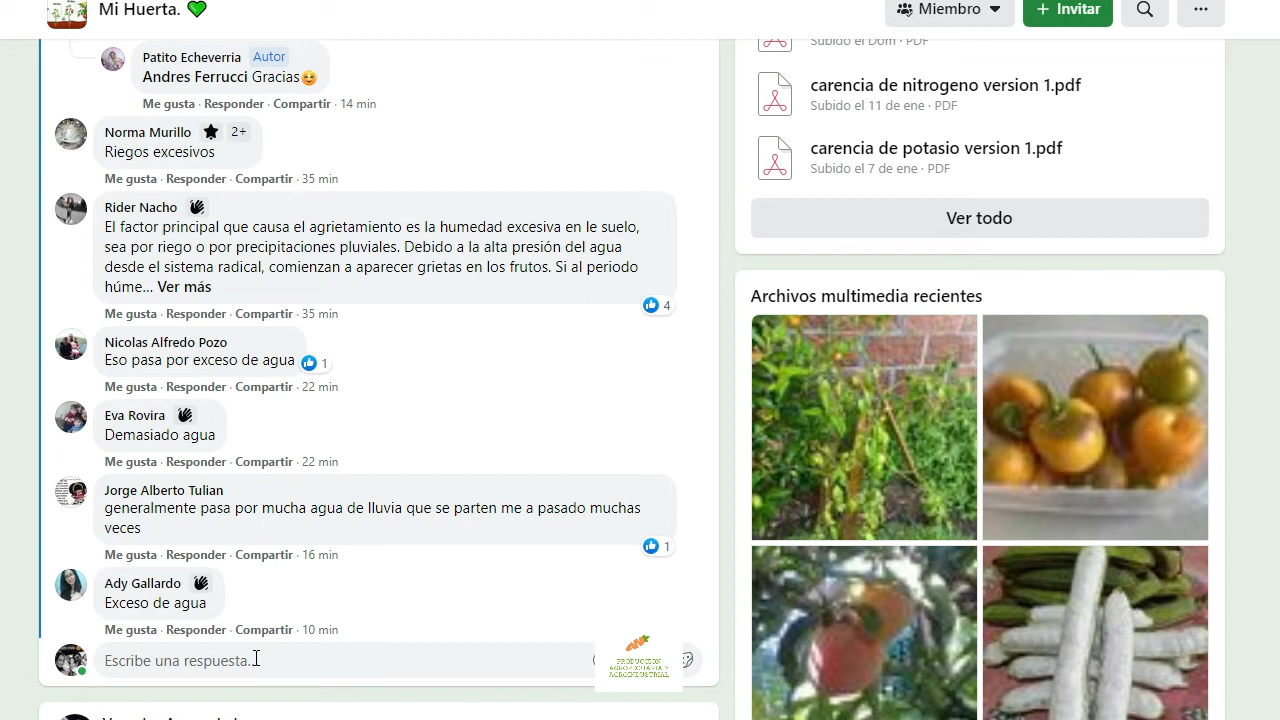 Mi Huerta. 💚
Miembro
+ Invitar
Patito Echeverria Autor
Andres Ferrucci Gracias😊
Me gusta · Responder · Compartir · 14 min
Norma Murillo 2+
Riegos excesivos
Me gusta · Responder · Compartir · 35 min
Rider Nacho
El factor principal que causa el agrietamiento es la humedad excesiva en le suelo,
sea por riego o por precipitaciones pluviales. Debido a la alta presión del agua
desde el sistema radical, comienzan a aparecer grietas en los frutos. Si al periodo
húme... Ver más
4
Me gusta · Responder · Compartir · 35 min
Nicolas Alfredo Pozo
Eso pasa por exceso de agua
1
Me gusta · Responder · Compartir · 22 min
Eva Rovira
Demasiado agua
Me gusta · Responder · Compartir · 22 min
Jorge Alberto Tulian
generalmente pasa por mucha agua de lluvia que se parten me a pasado muchas
veces
1
Me gusta · Responder · Compartir · 16 min
Ady Gallardo
Exceso de agua
Me gusta · Responder · Compartir · 10 min
Escribe una respuesta...
PRODUCCION
AGROPECUARIA Y
AGROINDUSTRIAL
Subido el Dom · PDF
carencia de nitrogeno version 1.pdf
Subido el 11 de ene · PDF
carencia de potasio version 1.pdf
Subido el 7 de ene · PDF
Ver todo
Archivos multimedia recientes